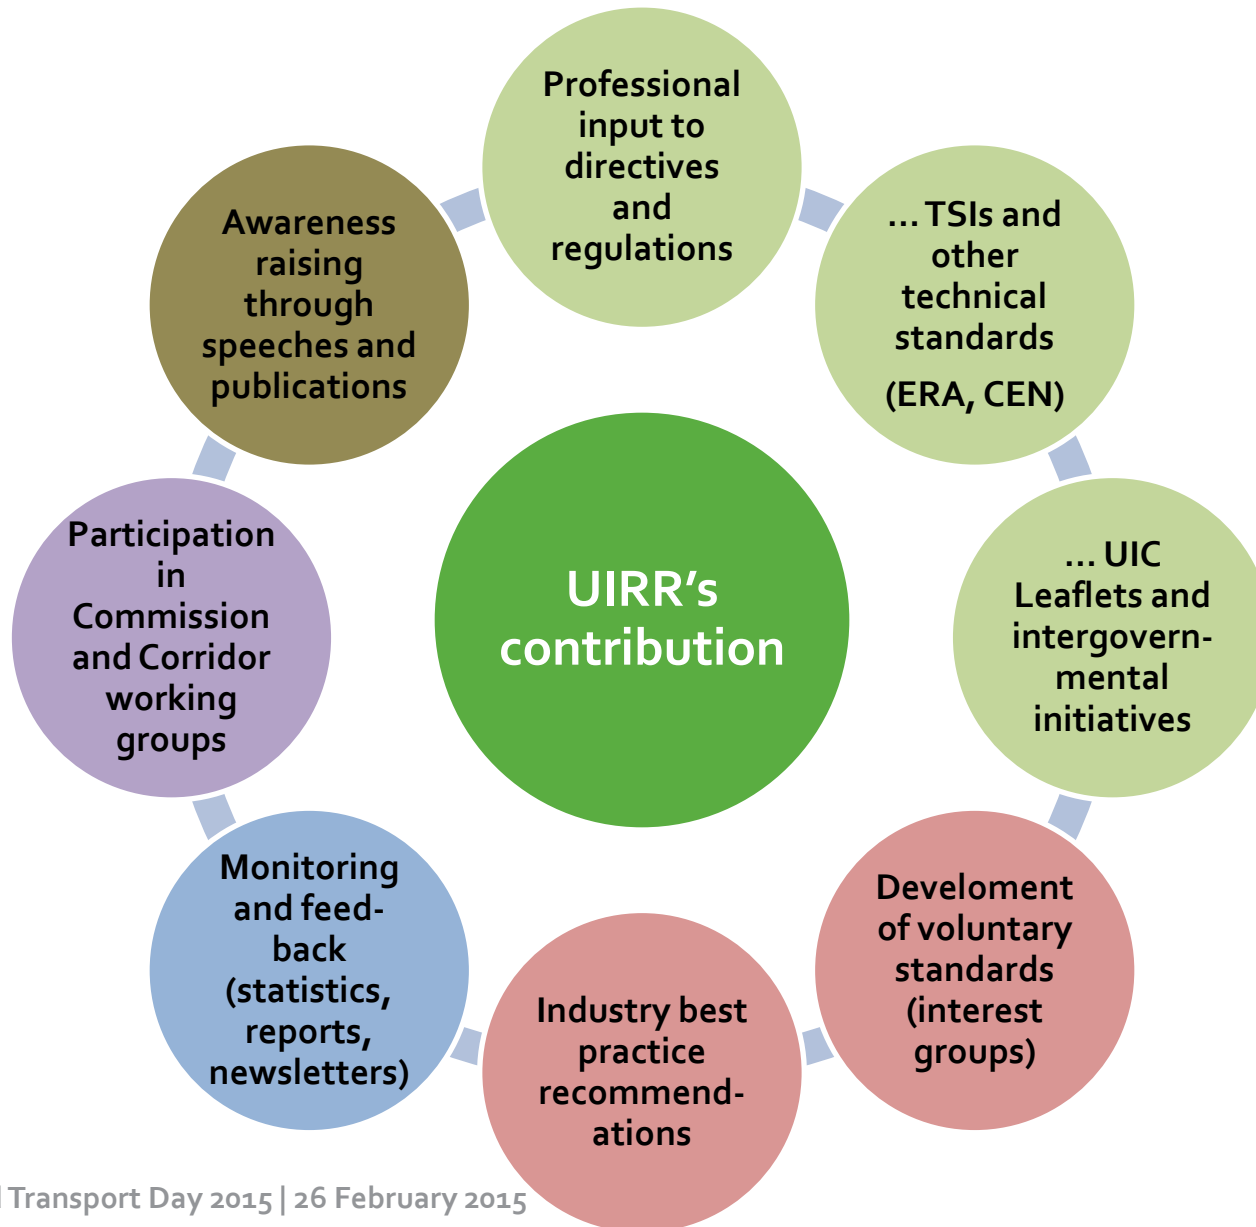 Professional
input to
directives
and
regulations
... TSIs and
other
technical
standards
(ERA, CEN)
... UIC
Leaflets and
intergovern-
mental
initiatives
Develoment
of voluntary
standards
(interest
groups)
Industry best
practice
recommend-
ations
Monitoring
and feed-
back
(statistics,
reports,
newsletters)
Participation
in
Commission
and Corridor
working
groups
Awareness
raising
through
speeches and
publications
UIRR's
contribution
Transport Day 2015 | 26 February 2015